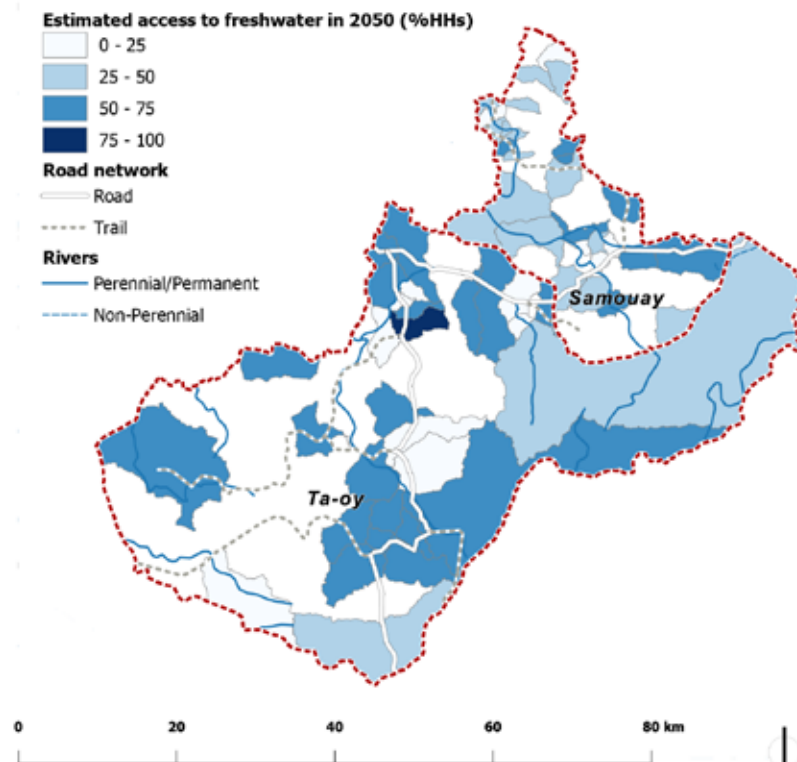 Estimated access to freshwater in 2050 (%HHs)
0 - 25
25 - 50
50 - 75
75 - 100
Road network
Road
Trail
Rivers
Perennial/Permanent
Non-Perennial
Samouay
Ta-oy
0 20 40 60 80 km